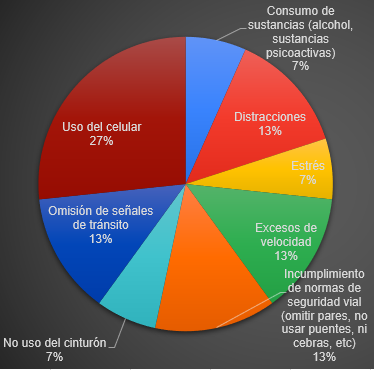 Consumo de
sustancias (alcohol,
sustancias
psicoactivas)
7%
Distracciones
13%
Estrés
7%
Excesos de
velocidad
13%
Incumplimiento
de normas de
seguridad vial
(omitir pares, no
usar puentes, ni
cebras, etc)
13%
No uso del cinturón
7%
Omisión de señales
de tránsito
13%
Uso del celular
27%